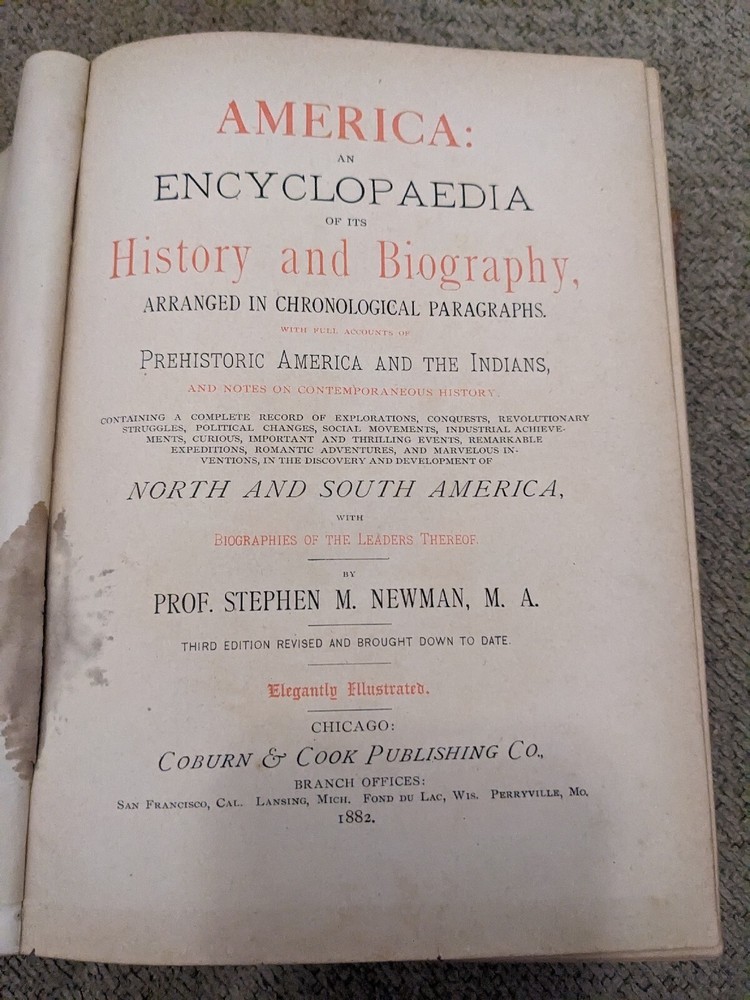 AMERICA:
AN
ENCYCLOPAEDIA
OF ITS
History and Biography,
ARRANGED IN CHRONOLOGICAL PARAGRAPHS.
WITH FULL ACCOUNTS OF
PREHISTORIC AMERICA AND THE INDIANS,
AND NOTES ON CONTEMPORANEOUS HISTORY.
CONTAINING A COMPLETE RECORD OF EXPLORATIONS, CONQUESTS, REVOLUTIONARY
STRUGGLES, POLITICAL CHANGES, SOCIAL MOVEMENTS, INDUSTRIAL ACHIEVE-
MENTS, CURIOUS, IMPORTANT AND THRILLING EVENTS, REMARKABLE
EXPEDITIONS, ROMANTIC ADVENTURES, AND MARVELOUS IN-
VENTIONS, IN THE DISCOVERY AND DEVELOPMENT OF
NORTH AND SOUTH AMERICA,
WITH
BIOGRAPHIES OF THE LEADERS THEREOF.
BY
PROF. STEPHEN M. NEWMAN, M. A.
THIRD EDITION REVISED AND BROUGHT DOWN TO DATE.
Elegantly Illustrated.
CHICAGO:
COBURN & COOK PUBLISHING CO.,
BRANCH OFFICES:
SAN FRANCISCO, CAL. LANSING, MICH. FOND DU LAC, WIS. PERRYVILLE, MO.
1882.